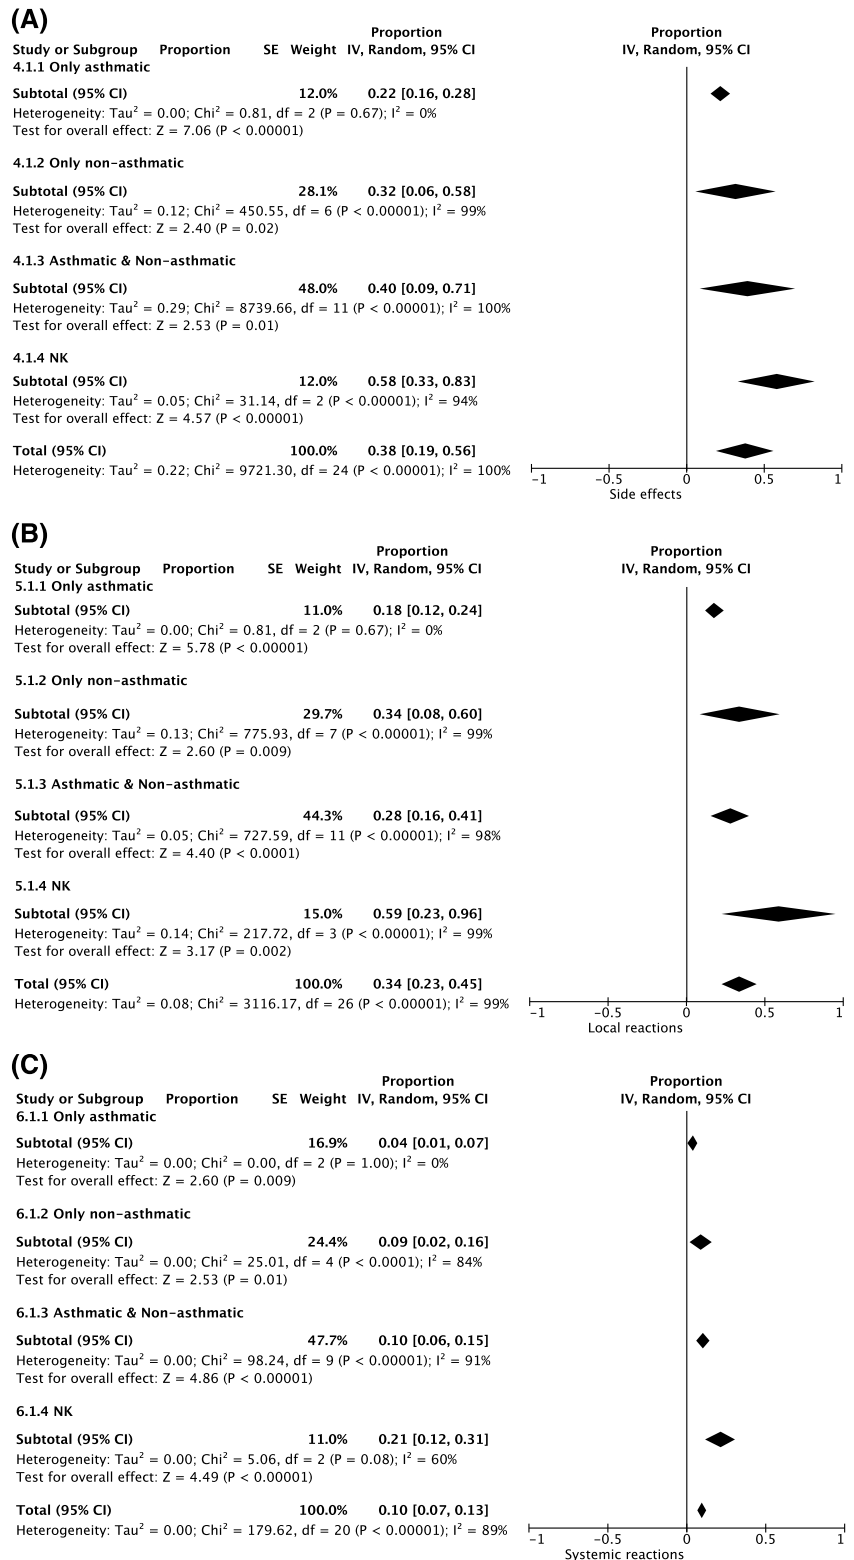 (A)
Proportion Proportion
Study or Subgroup Proportion SE Weight IV, Random, 95% CI IV, Random, 95% CI
4.1.1 Only asthmatic
Subtotal (95% CI) 12.0% 0.22 [0.16, 0.28]
Heterogeneity: Tau² = 0.00; Chi² = 0.81, df = 2 (P = 0.67); I² = 0%
Test for overall effect: Z = 7.06 (P < 0.00001)
4.1.2 Only non-asthmatic
Subtotal (95% CI) 28.1% 0.32 [0.06, 0.58]
Heterogeneity: Tau² = 0.12; Chi² = 450.55, df = 6 (P < 0.00001); I² = 99%
Test for overall effect: Z = 2.40 (P = 0.02)
4.1.3 Asthmatic & Non-asthmatic
Subtotal (95% CI) 48.0% 0.40 [0.09, 0.71]
Heterogeneity: Tau² = 0.29; Chi² = 8739.66, df = 11 (P < 0.00001); I² = 100%
Test for overall effect: Z = 2.53 (P = 0.01)
4.1.4 NK
Subtotal (95% CI) 12.0% 0.58 [0.33, 0.83]
Heterogeneity: Tau² = 0.05; Chi² = 31.14, df = 2 (P < 0.00001); I² = 94%
Test for overall effect: Z = 4.57 (P < 0.00001)
Total (95% CI) 100.0% 0.38 [0.19, 0.56]
Heterogeneity: Tau² = 0.22; Chi² = 9721.30, df = 24 (P < 0.00001); I² = 100%
-1 -0.5 0 0.5 1
Side effects
(B)
Proportion Proportion
Study or Subgroup Proportion SE Weight IV, Random, 95% CI IV, Random, 95% CI
5.1.1 Only asthmatic
Subtotal (95% CI) 11.0% 0.18 [0.12, 0.24]
Heterogeneity: Tau² = 0.00; Chi² = 0.81, df = 2 (P = 0.67); I² = 0%
Test for overall effect: Z = 5.78 (P < 0.00001)
5.1.2 Only non-asthmatic
Subtotal (95% CI) 29.7% 0.34 [0.08, 0.60]
Heterogeneity: Tau² = 0.13; Chi² = 775.93, df = 7 (P < 0.00001); I² = 99%
Test for overall effect: Z = 2.60 (P = 0.009)
5.1.3 Asthmatic & Non-asthmatic
Subtotal (95% CI) 44.3% 0.28 [0.16, 0.41]
Heterogeneity: Tau² = 0.05; Chi² = 727.59, df = 11 (P < 0.00001); I² = 98%
Test for overall effect: Z = 4.40 (P < 0.0001)
5.1.4 NK
Subtotal (95% CI) 15.0% 0.59 [0.23, 0.96]
Heterogeneity: Tau² = 0.14; Chi² = 217.72, df = 3 (P < 0.00001); I² = 99%
Test for overall effect: Z = 3.17 (P = 0.002)
Total (95% CI) 100.0% 0.34 [0.23, 0.45]
Heterogeneity: Tau² = 0.08; Chi² = 3116.17, df = 26 (P < 0.00001); I² = 99%
-1 -0.5 0 0.5 1
Local reactions
(C)
Proportion Proportion
Study or Subgroup Proportion SE Weight IV, Random, 95% CI IV, Random, 95% CI
6.1.1 Only asthmatic
Subtotal (95% CI) 16.9% 0.04 [0.01, 0.07]
Heterogeneity: Tau² = 0.00; Chi² = 0.00, df = 2 (P = 1.00); I² = 0%
Test for overall effect: Z = 2.60 (P = 0.009)
6.1.2 Only non-asthmatic
Subtotal (95% CI) 24.4% 0.09 [0.02, 0.16]
Heterogeneity: Tau² = 0.00; Chi² = 25.01, df = 4 (P < 0.0001); I² = 84%
Test for overall effect: Z = 2.53 (P = 0.01)
6.1.3 Asthmatic & Non-asthmatic
Subtotal (95% CI) 47.7% 0.10 [0.06, 0.15]
Heterogeneity: Tau² = 0.00; Chi² = 98.24, df = 9 (P < 0.00001); I² = 91%
Test for overall effect: Z = 4.86 (P < 0.00001)
6.1.4 NK
Subtotal (95% CI) 11.0% 0.21 [0.12, 0.31]
Heterogeneity: Tau² = 0.00; Chi² = 5.06, df = 2 (P = 0.08); I² = 60%
Test for overall effect: Z = 4.49 (P < 0.00001)
Total (95% CI) 100.0% 0.10 [0.07, 0.13]
Heterogeneity: Tau² = 0.00; Chi² = 179.62, df = 20 (P < 0.00001); I² = 89%
-1 -0.5 0 0.5 1
Systemic reactions